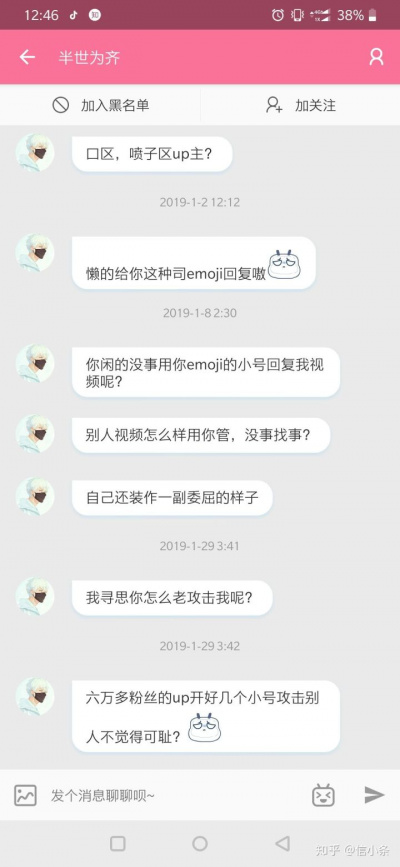 12:46
知
4G
1X
38%
半世为齐
加入黑名单
加关注
口区，喷子区up主？
2019-1-2 12:12
懒的给你这种司emoji回复嗷
2019-1-8 2:30
你闲的没事用你emoji的小号回复我视
频呢？
别人视频怎么样用你管，没事找事？
自己还装作一副委屈的样子
2019-1-29 3:41
我寻思你怎么老攻击我呢？
2019-1-29 3:42
六万多粉丝的up开好几个小号攻击别
人不觉得可耻？
发个消息聊聊呗~
知乎 @信小条